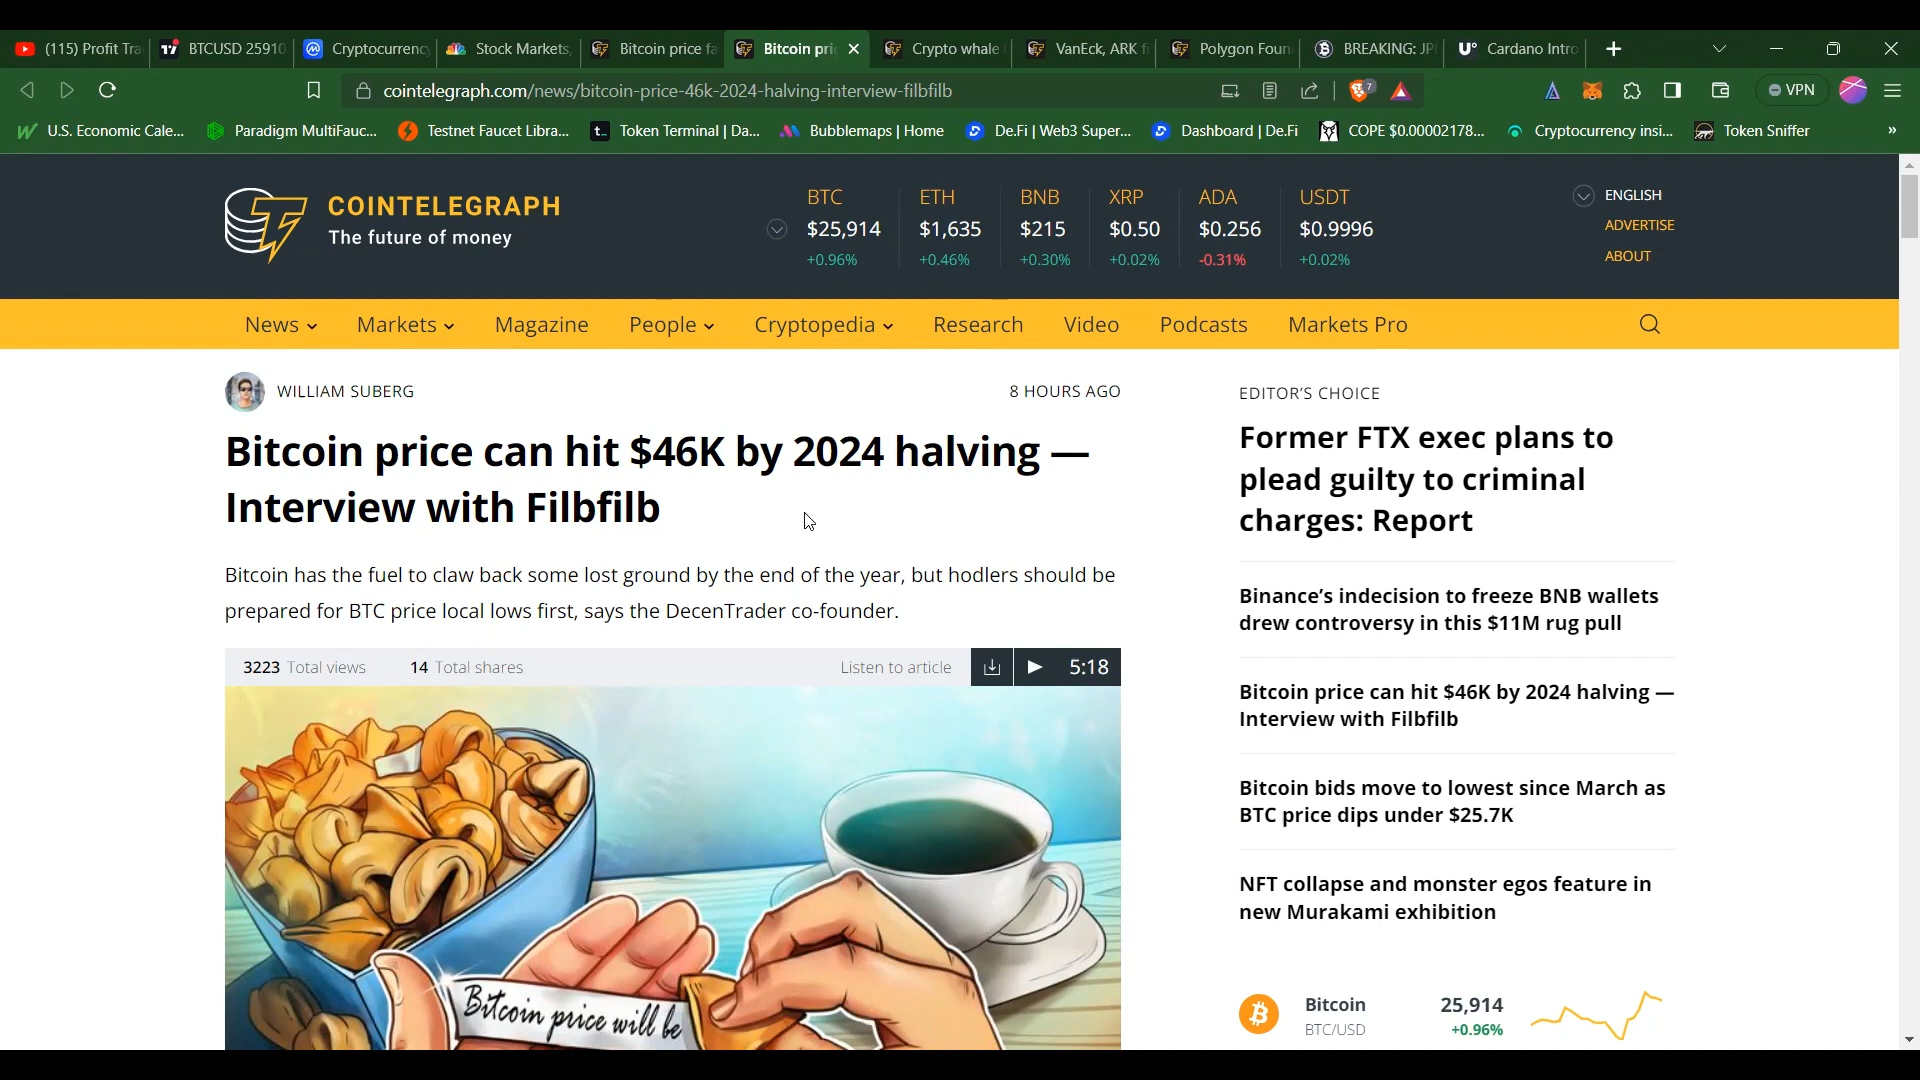 (115) Profit Tra
BTCUSD 25910
Cryptocurrenc
Stock Markets,
Bitcoin price fa
Bitcoin pri
Crypto whale
VanEck, ARK f
Polygon Foun
BREAKING: JP
Cardano Intro
cointelegraph.com/news/bitcoin-price-46k-2024-halving-interview-filbfilb
7
VPN
U.S. Economic Cale...
Paradigm MultiFauc...
Testnet Faucet Libra...
Token Terminal | Da...
Bubblemaps | Home
De.Fi | Web3 Super...
Dashboard | De.Fi
COPE $0.00002178...
Cryptocurrency insi...
Token Sniffer
»
COINTELEGRAPH
The future of money
BTC ETH BNB XRP ADA USDT
$25,914 $1,635 $215 $0.50 $0.256 $0.9996
+0.96% +0.46% +0.30% +0.02% -0.31% +0.02%
ENGLISH
ADVERTISE
ABOUT
News Markets Magazine People Cryptopedia Research Video Podcasts Markets Pro
WILLIAM SUBERG
8 HOURS AGO
Bitcoin price can hit $46K by 2024 halving —
Interview with Filbfilb
Bitcoin has the fuel to claw back some lost ground by the end of the year, but hodlers should be
prepared for BTC price local lows first, says the DecenTrader co-founder.
3223 Total views 14 Total shares
Listen to article 5:18
Bitcoin price will be
EDITOR'S CHOICE
Former FTX exec plans to
plead guilty to criminal
charges: Report
Binance's indecision to freeze BNB wallets
drew controversy in this $11M rug pull
Bitcoin price can hit $46K by 2024 halving —
Interview with Filbfilb
Bitcoin bids move to lowest since March as
BTC price dips under $25.7K
NFT collapse and monster egos feature in
new Murakami exhibition
Bitcoin 25,914
BTC/USD +0.96%